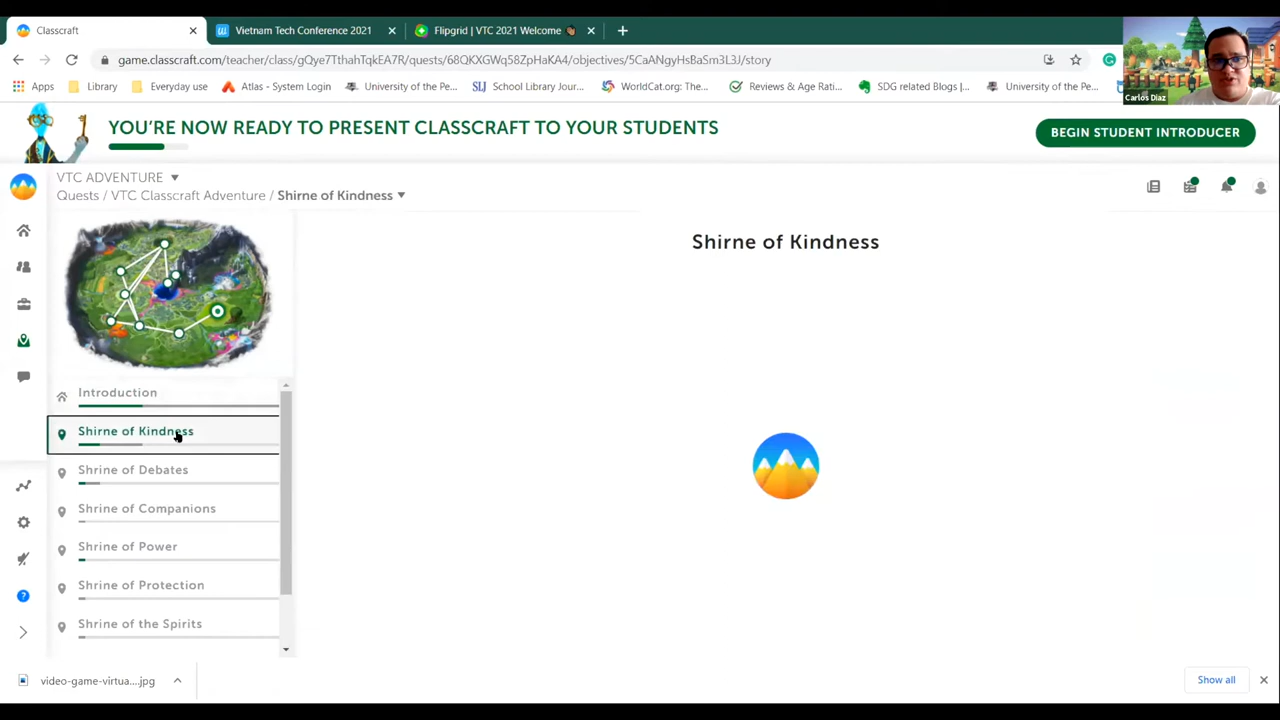 Classcraft
Vietnam Tech Conference 2021
Flipgrid | VTC 2021 Welcome
game.classcraft.com/teacher/class/gQye7TthahTqkEA7R/quests/68QKXGWq58ZpHaKA4/objectives/5CaANgyHsBaSm3L3J/story
Apps
Library
Everyday use
Atlas - System Login
University of the Pe...
School Library Jour...
WorldCat.org: The...
Reviews & Age Rati...
SDG related Blogs |...
University of the Pe...
Carlos Diaz
YOU'RE NOW READY TO PRESENT CLASSCRAFT TO YOUR STUDENTS
BEGIN STUDENT INTRODUCER
VTC ADVENTURE
Quests / VTC Classcraft Adventure / Shirne of Kindness
Shirne of Kindness
Introduction
Shirne of Kindness
Shrine of Debates
Shrine of Companions
Shrine of Power
Shrine of Protection
Shrine of the Spirits
video-game-virtua....jpg
Show all